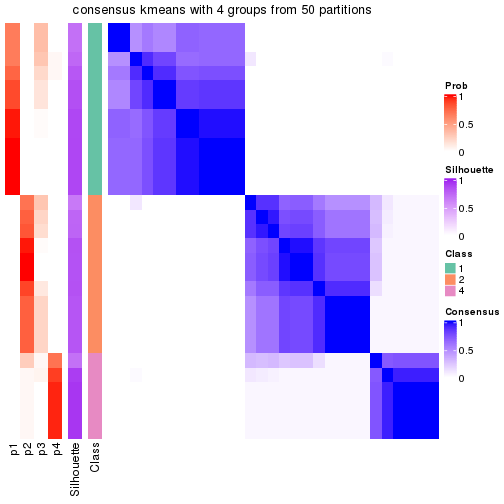 consensus kmeans with 4 groups from 50 partitions
Prob
1
0.5
0
Silhouette
1
0.5
0
Class
1
2
4
Consensus
1
0.5
0
p1
p2
p3
p4
Silhouette
Class